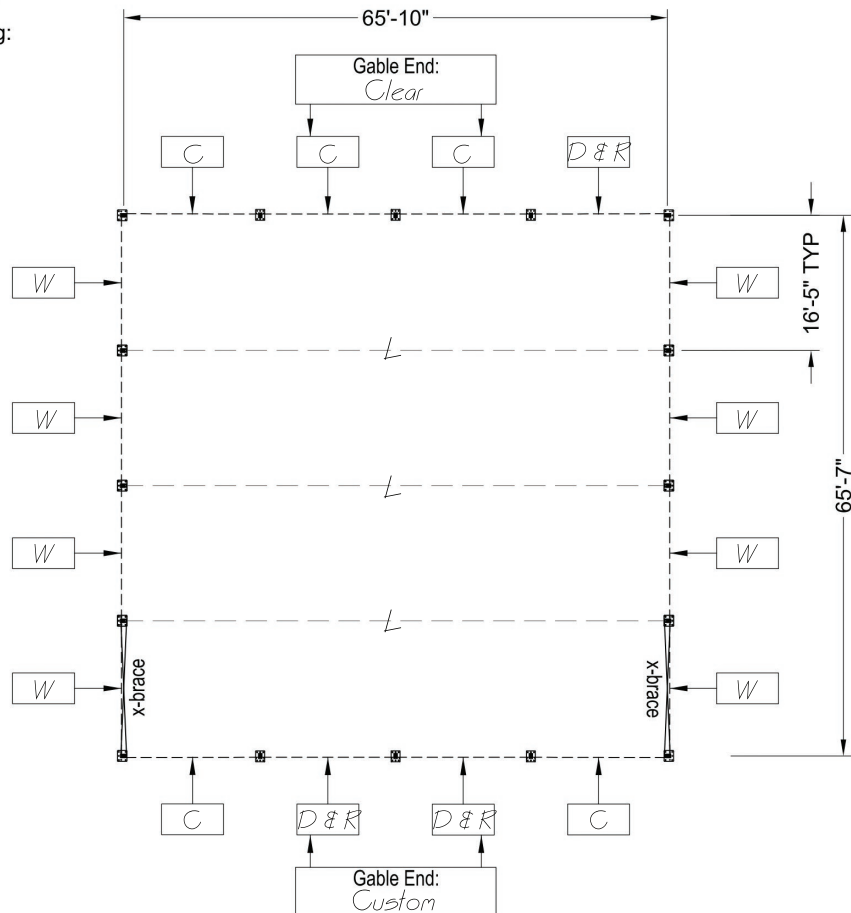 g:
65'-10"
Gable End:
Clear
C
C
C
D & R
W
W
16'-5" TYP
L
W
W
65'-7"
L
W
W
L
W
x-brace
x-brace
W
C
D & R
D & R
C
Gable End:
Custom